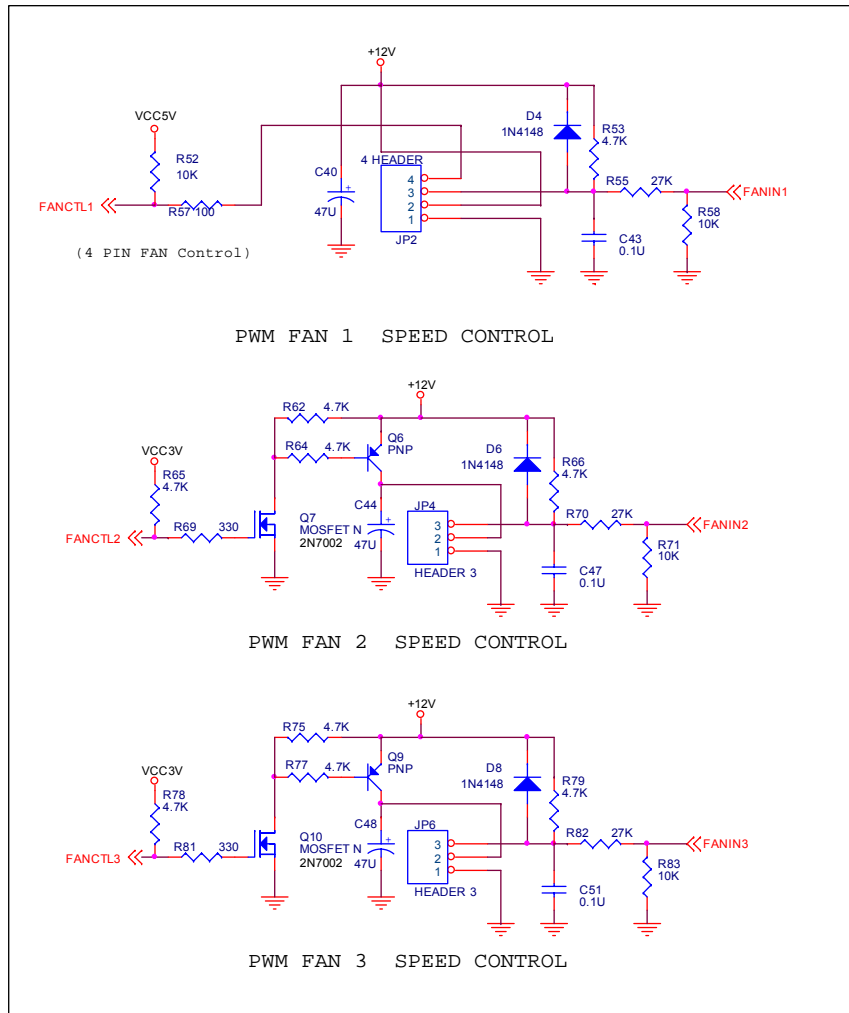 +12V
VCC5V
R52
10K
FANCTL1
R57 100
(4 PIN FAN Control)
C40
+
47U
4 HEADER
4
3
2
1
JP2
D4
1N4148
R53
4.7K
R55
27K
FANIN1
R58
10K
C43
0.1U
PWM FAN 1 SPEED CONTROL
+12V
R62
4.7K
R64
4.7K
Q6
PNP
VCC3V
R65
4.7K
FANCTL2
R69
330
Q7
MOSFET N
2N7002
C44
+
47U
JP4
3
2
1
HEADER 3
D6
1N4148
R66
4.7K
R70
27K
FANIN2
R71
10K
C47
0.1U
PWM FAN 2 SPEED CONTROL
+12V
R75
4.7K
R77
4.7K
Q9
PNP
VCC3V
R78
4.7K
FANCTL3
R81
330
Q10
MOSFET N
2N7002
C48
+
47U
JP6
3
2
1
HEADER 3
D8
1N4148
R79
4.7K
R82
27K
FANIN3
R83
10K
C51
0.1U
PWM FAN 3 SPEED CONTROL